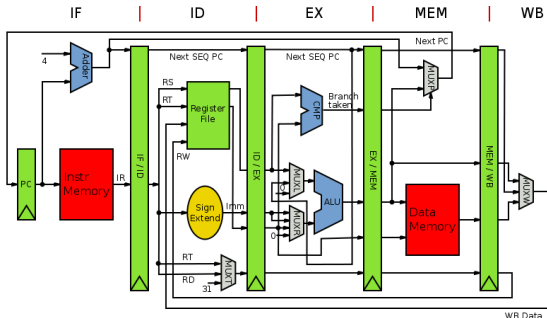 IF
ID
EX
MEM
WB
Next PC
Next SEQ PC
Next SEQ PC
4
Adder
RS
RT
Register
File
RW
CMP
Branch
taken
MUXP
IF / ID
ID / EX
EX / MEM
MEM / WB
PC
Instr
Memory
IR
MUXL
0
ALU
Sign
Extend
Imm
MUXR
0
Data
Memory
MUXW
RT
RD
31
MUXT
WB Data